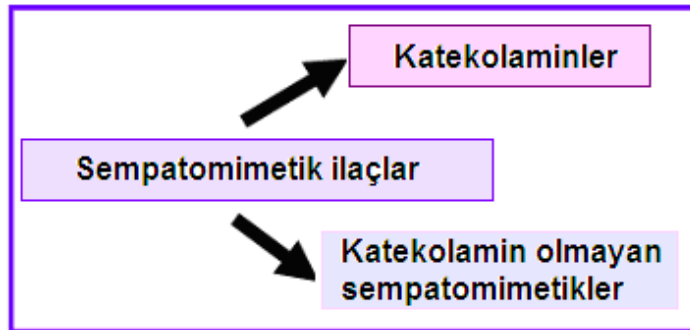 Katekolaminler
Sempatomimetik ilaçlar
Katekolamin olmayan
sempatomimetikler